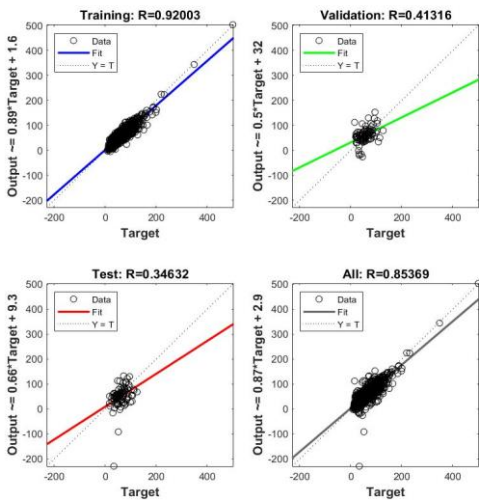 Training: R=0.92003
Output ~= 0.89*Target + 1.6
500
400
300
200
100
0
-100
-200
Data
Fit
Y = T
-200 0 200 400
Target
Validation: R=0.41316
Output ~= 0.5*Target + 32
500
400
300
200
100
0
-100
-200
Data
Fit
Y = T
-200 0 200 400
Target
Test: R=0.34632
Output ~= 0.66*Target + 9.3
500
400
300
200
100
0
-100
-200
Data
Fit
Y = T
-200 0 200 400
Target
All: R=0.85369
Output ~= 0.87*Target + 2.9
500
400
300
200
100
0
-100
-200
Data
Fit
Y = T
-200 0 200 400
Target